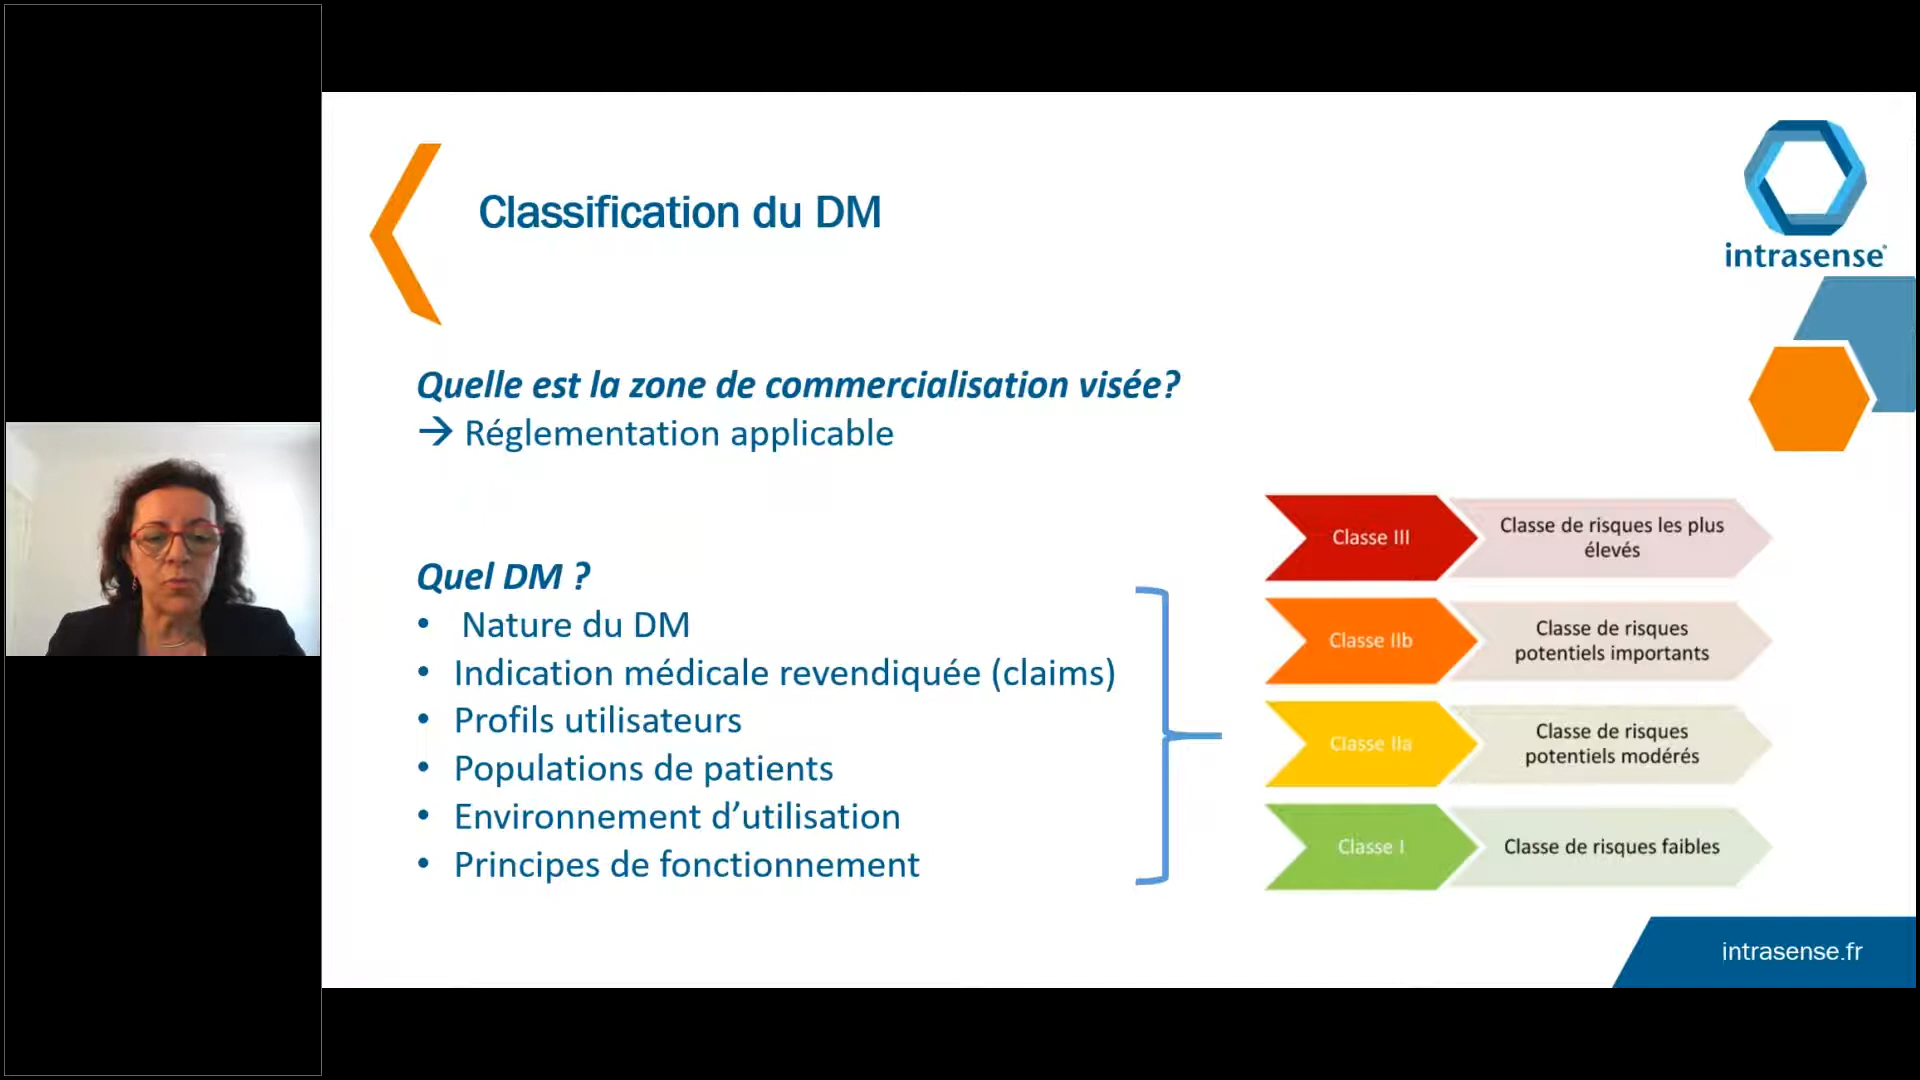 Classification du DM
intrasense
Quelle est la zone de commercialisation visée?
→ Réglementation applicable
Quel DM ?
• Nature du DM
• Indication médicale revendiquée (claims)
• Profils utilisateurs
• Populations de patients
• Environnement d’utilisation
• Principes de fonctionnement
Classe III
Classe de risques les plus
élevés
Classe IIb
Classe de risques
potentiels importants
Classe IIa
Classe de risques
potentiels modérés
Classe I
Classe de risques faibles
intrasense.fr